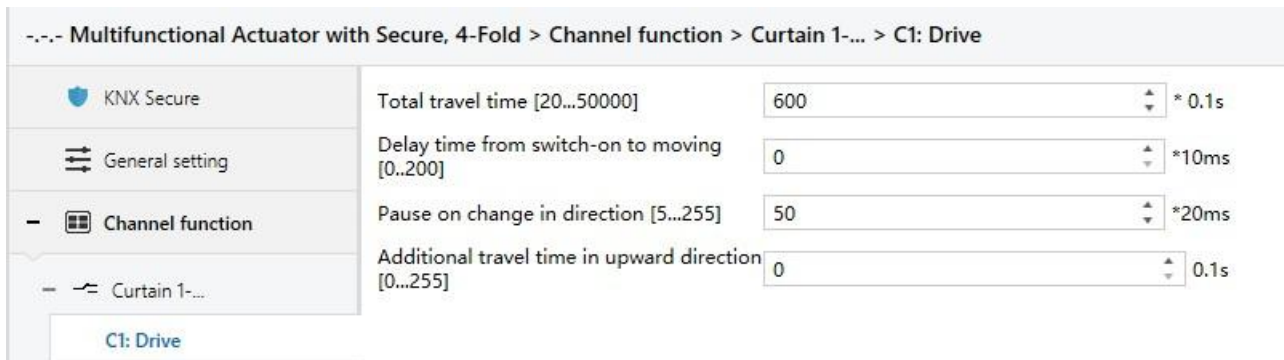 -.-.- Multifunctional Actuator with Secure, 4-Fold > Channel function > Curtain 1-... > C1: Drive
KNX Secure
General setting
Channel function
Curtain 1-...
C1: Drive
Total travel time [20...50000]
600
* 0.1s
Delay time from switch-on to moving
[0..200]
0
*10ms
Pause on change in direction [5...255]
50
*20ms
Additional travel time in upward direction
[0...255]
0
0.1s